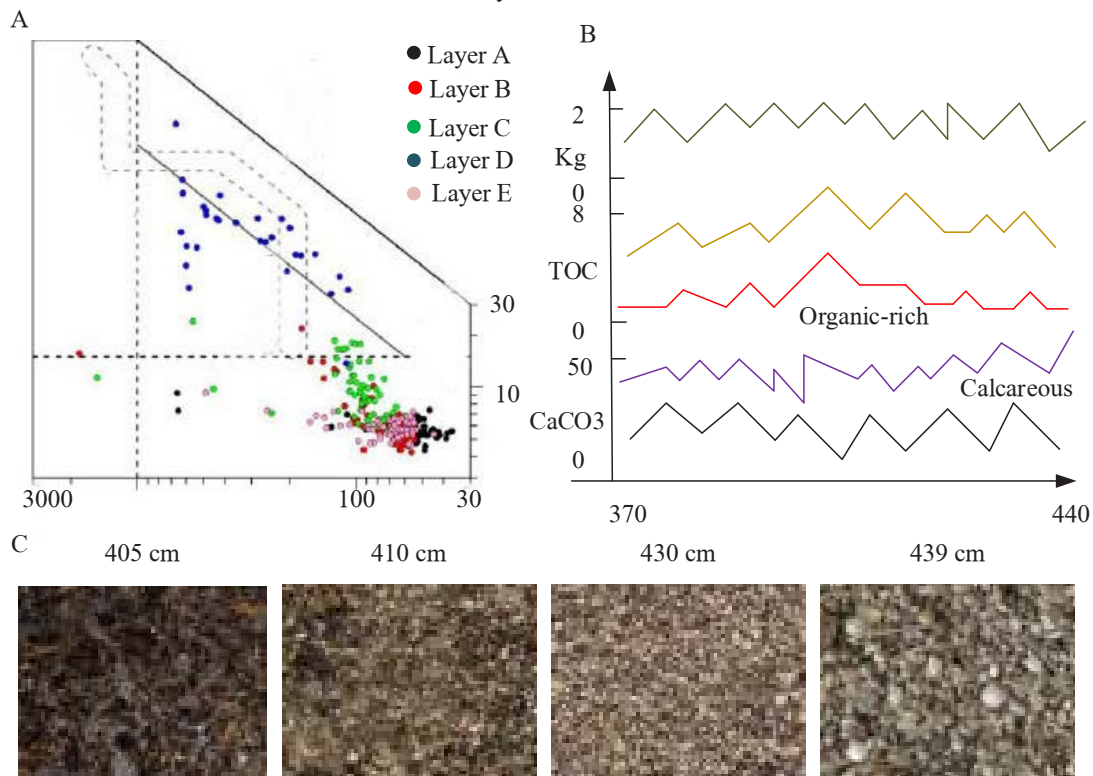 A
Layer A
Layer B
Layer C
Layer D
Layer E
30
10
3000
100
30
B
2
Kg
0
8
TOC
0
Organic-rich
50
Calcareous
CaCO3
0
370
440
C
405 cm
410 cm
430 cm
439 cm